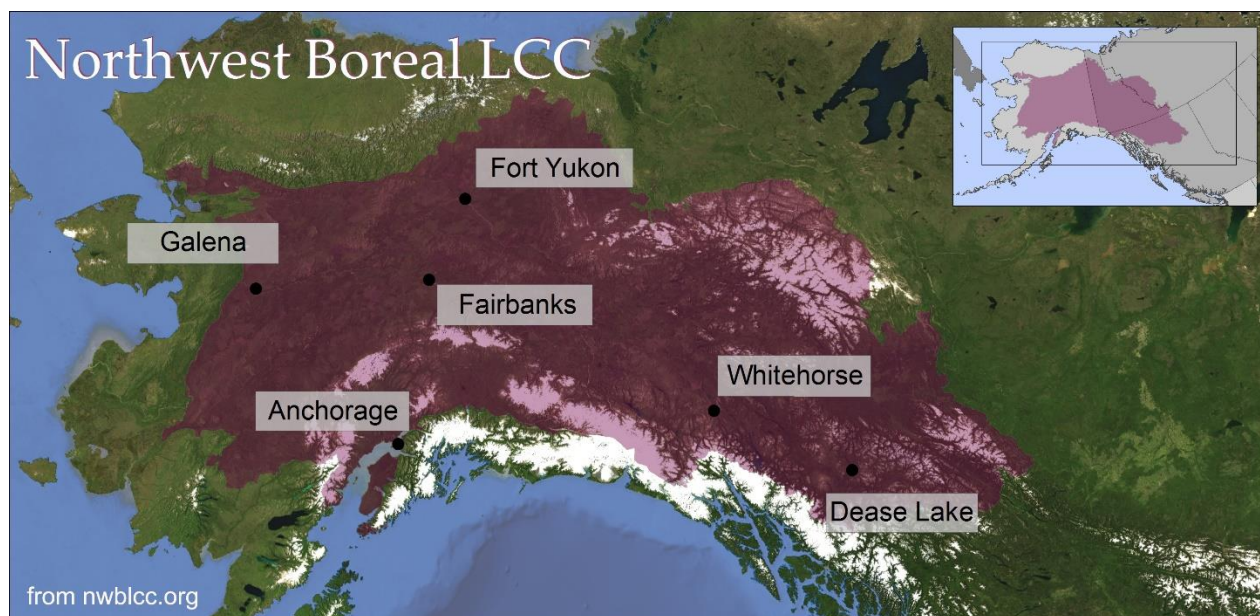 Northwest Boreal LCC
Fort Yukon
Galena
Fairbanks
Whitehorse
Anchorage
Dease Lake
from nwblcc.org